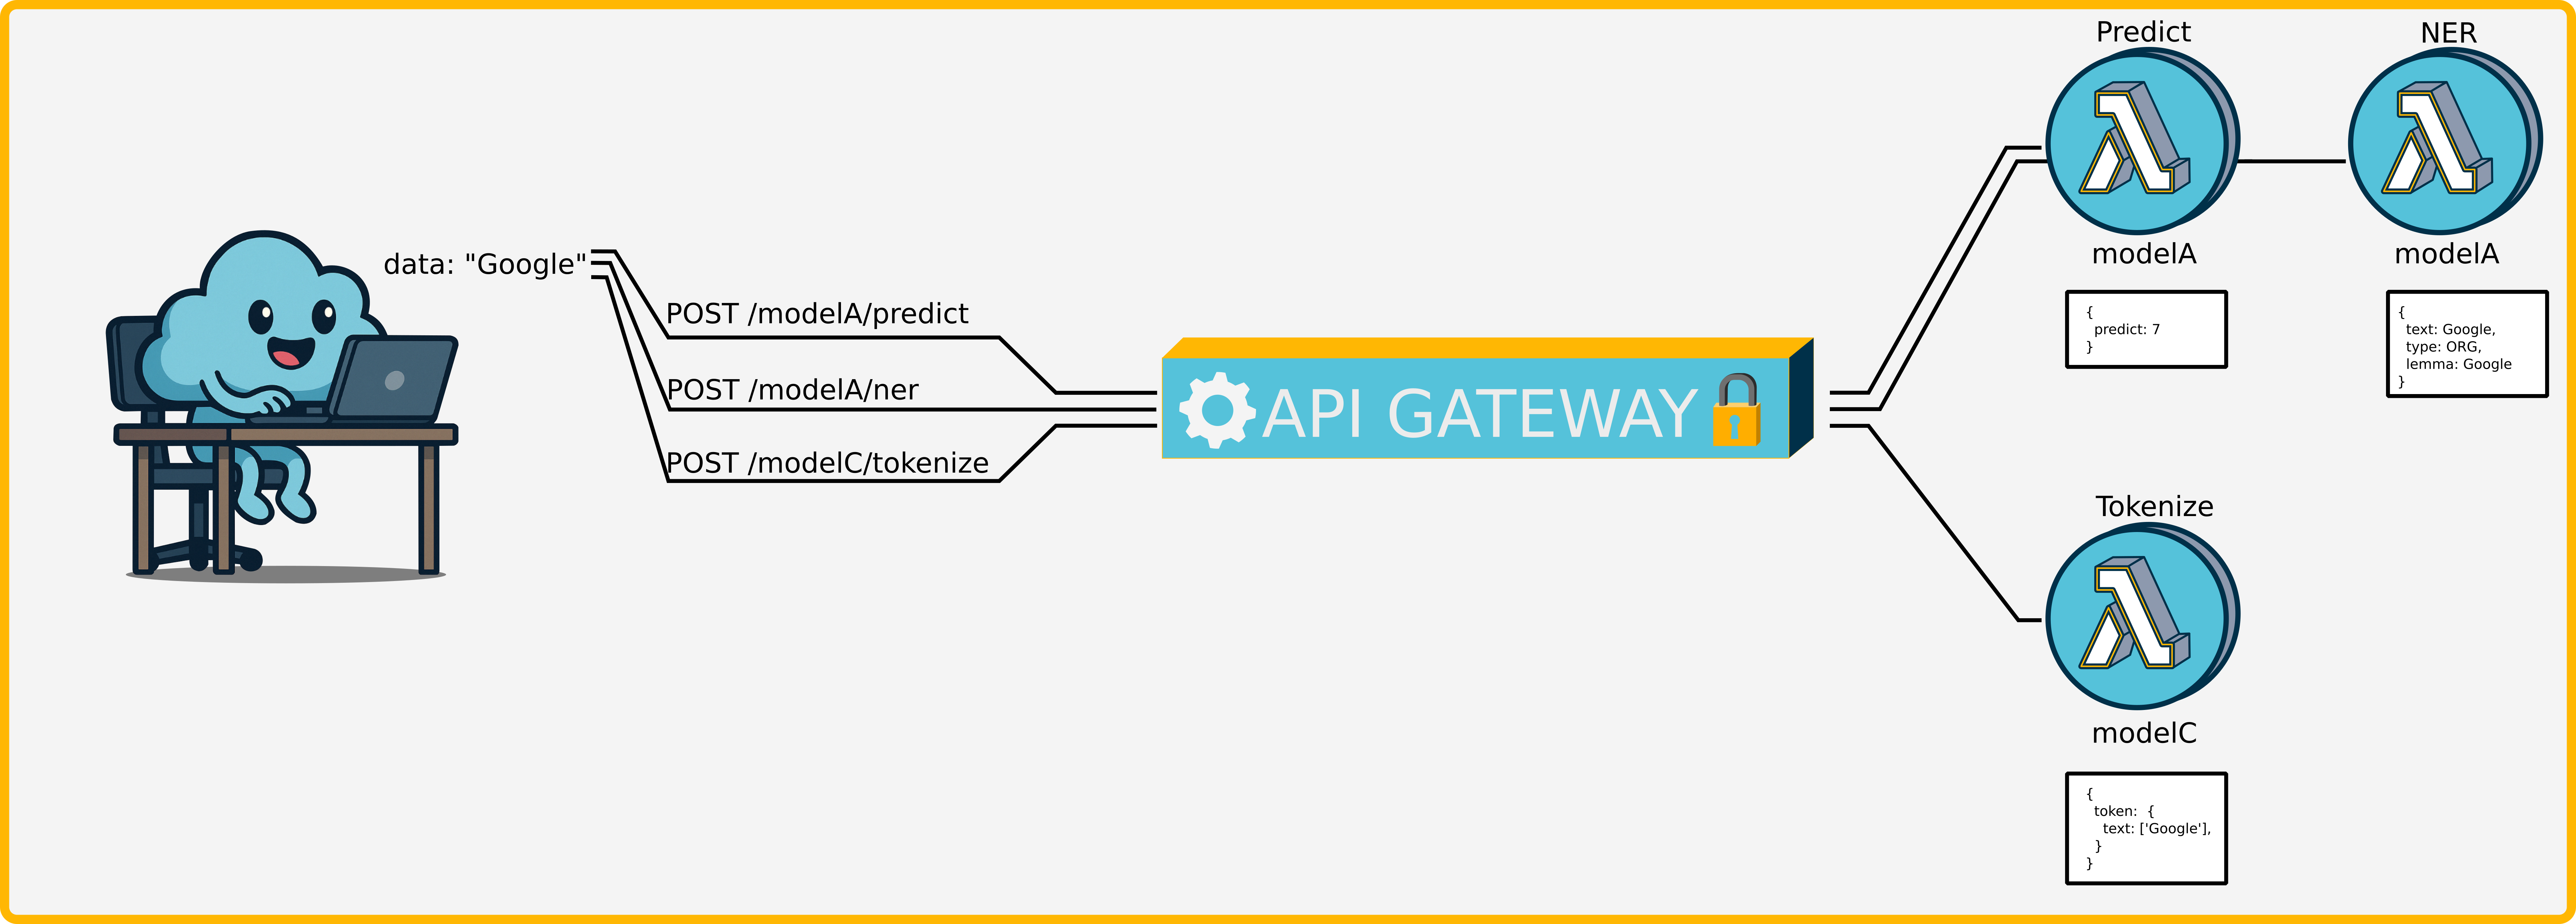 data: "Google"
POST /modelA/predict
POST /modelA/ner
POST /modelC/tokenize
API GATEWAY
Predict
modelA
{
predict: 7
}
NER
modelA
{
text: Google,
type: ORG,
lemma: Google
}
Tokenize
modelC
{
token: {
text: ['Google'],
}
}